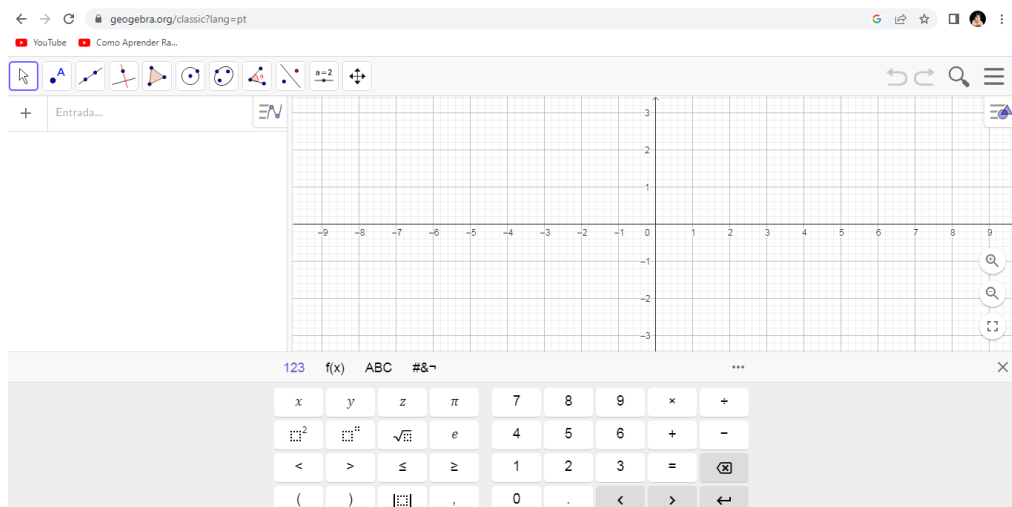 geogebra.org/classic?lang=pt
YouTube Como Aprender Ra...
A a=2
+ Entrada...
3
2
1
−9 −8 −7 −6 −5 −4 −3 −2 −1 0 1 2 3 4 5 6 7 8 9
−1
−2
−3
123 f(x) ABC #&¬
x y z π 7 8 9 × ÷
□² □ √□ e 4 5 6 + −
< > ≤ ≥ 1 2 3 =
( ) |□| , 0 . < >